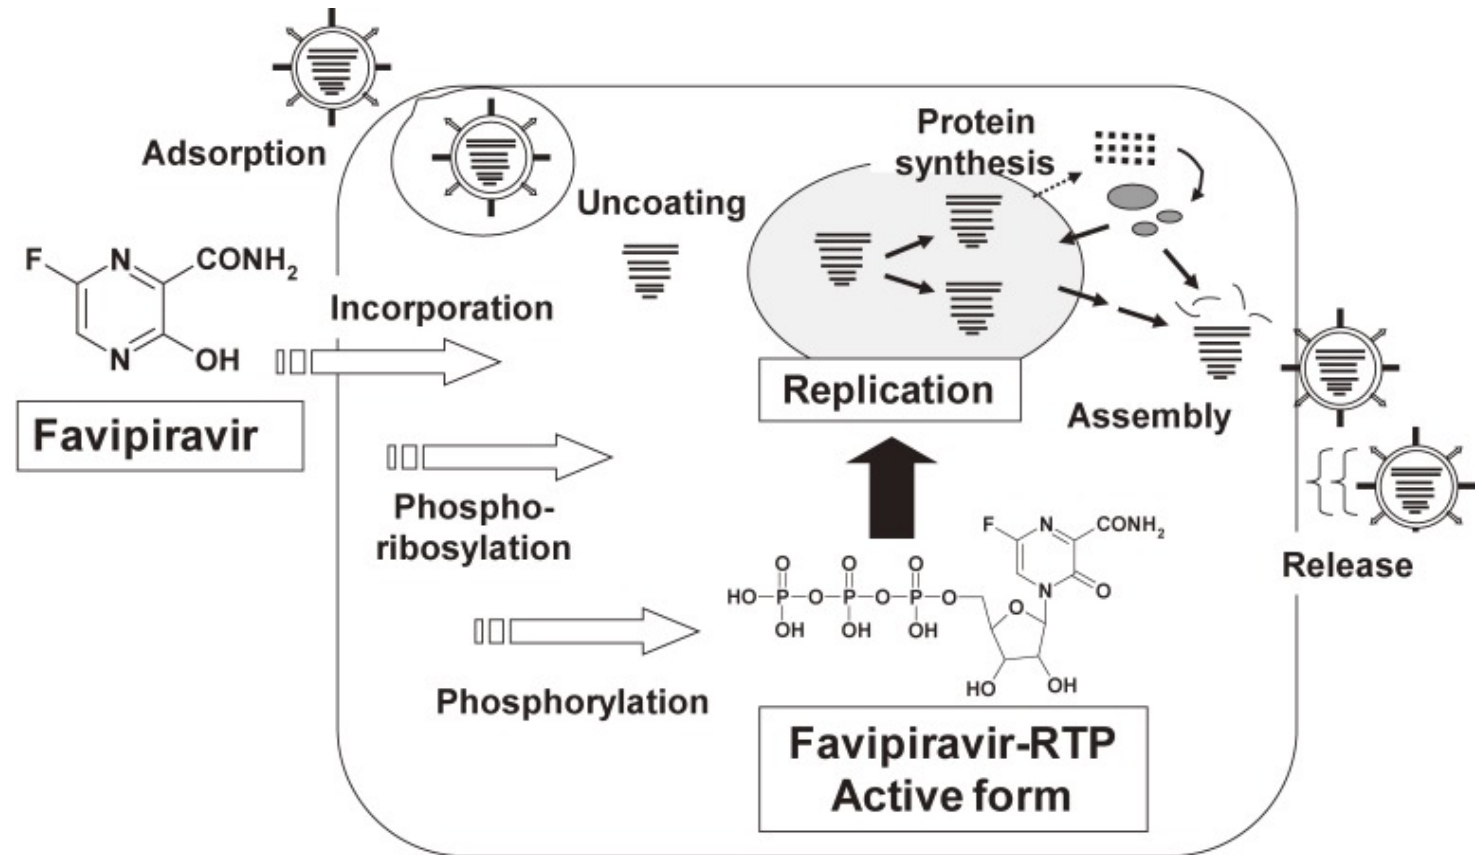 Adsorption
Protein
synthesis
Uncoating
F
N
CONH2
N
OH
Favipiravir
Incorporation
Replication
Assembly
Phospho-
ribosylation
Release
F
N
CONH2
N
O
O
O
O
HO
P
O
P
O
P
O
OH
OH
OH
O
HO
OH
Phosphorylation
Favipiravir-RTP
Active form